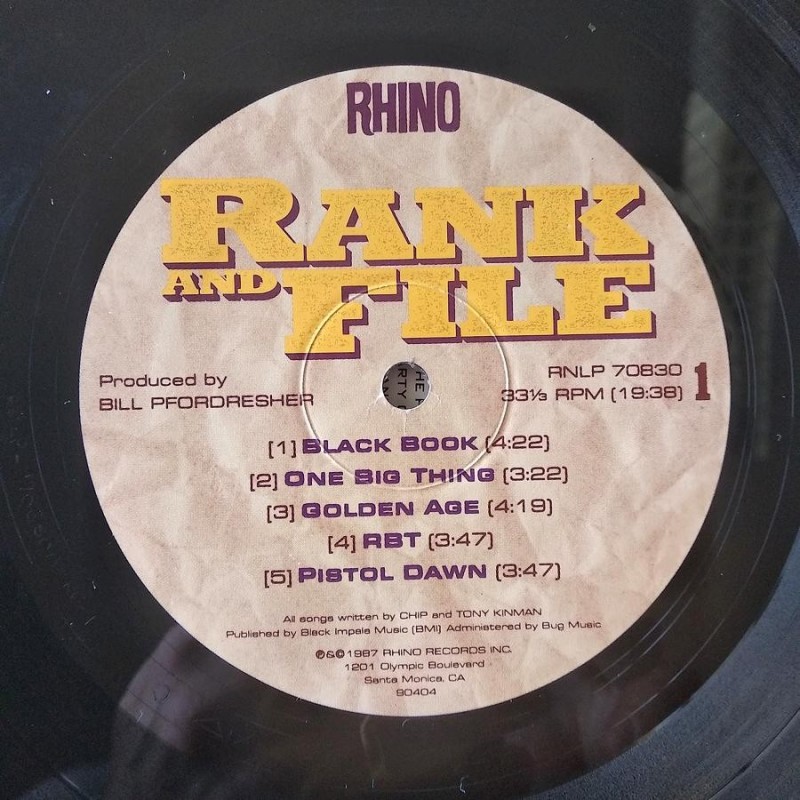 RHINO
RANK
AND FILE
Produced by
BILL PFORDRESHER
RNLP 70830
33⅓ RPM (19:38)
1
[1] BLACK BOOK (4:22)
[2] ONE BIG THING (3:22)
[3] GOLDEN AGE (4:19)
[4] RBT (3:47)
[5] PISTOL DAWN (3:47)
All songs written by CHIP and TONY KINMAN
Published by Black Impala Music (BMI) Administered by Bug Music
℗&© 1987 RHINO RECORDS INC.
1201 Olympic Boulevard
Santa Monica, CA
90404